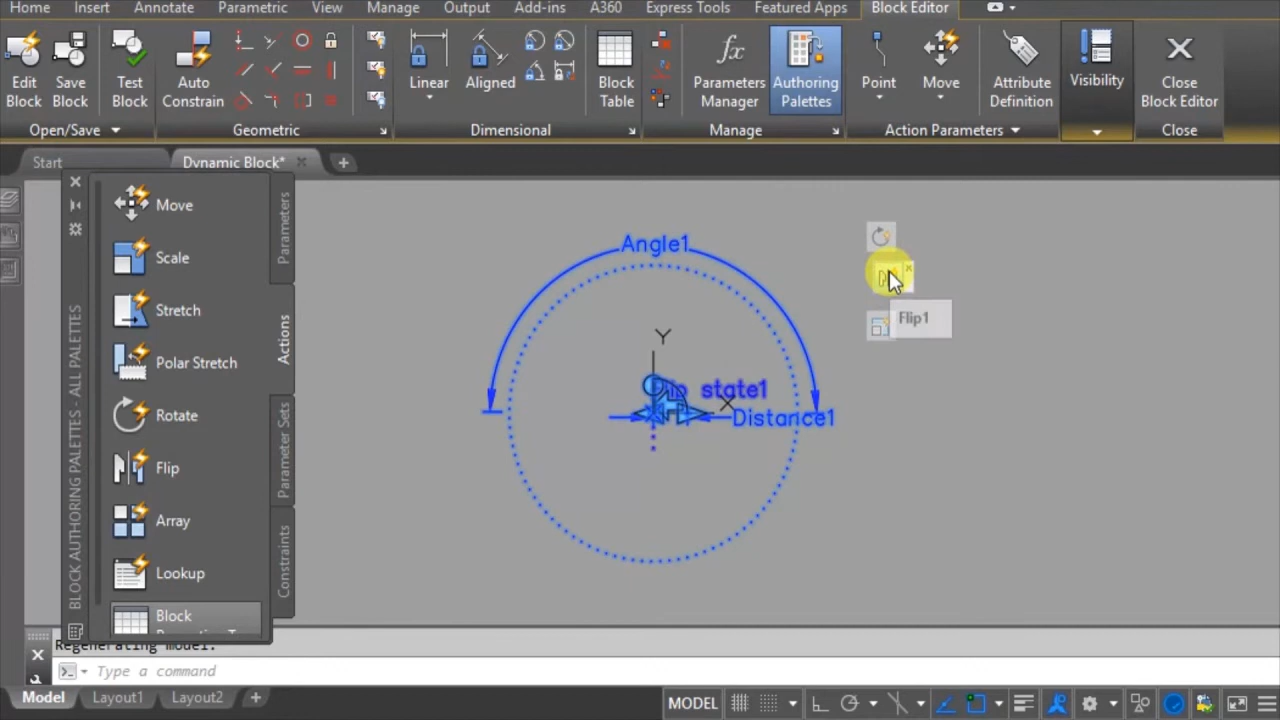 Home Insert Annotate Parametric View Manage Output Add-ins A360 Express Tools Featured Apps Block Editor
Edit Block
Save Block
Test Block
Auto Constrain
Linear
Aligned
Block Table
fx
Parameters Manager
Authoring Palettes
Point
Move
Attribute Definition
Visibility
Close Block Editor
Open/Save
Geometric
Dimensional
Manage
Action Parameters
Close
Start
Dynamic Block*
Move
Scale
Stretch
Polar Stretch
Rotate
Flip
Array
Lookup
Block
Parameters
Actions
Parameter Sets
Constraints
BLOCK AUTHORING PALETTES - ALL PALETTES
Angle1
Flip1
Y
state1
X
Distance1
Regenerating model.
Type a command
Model Layout1 Layout2
MODEL